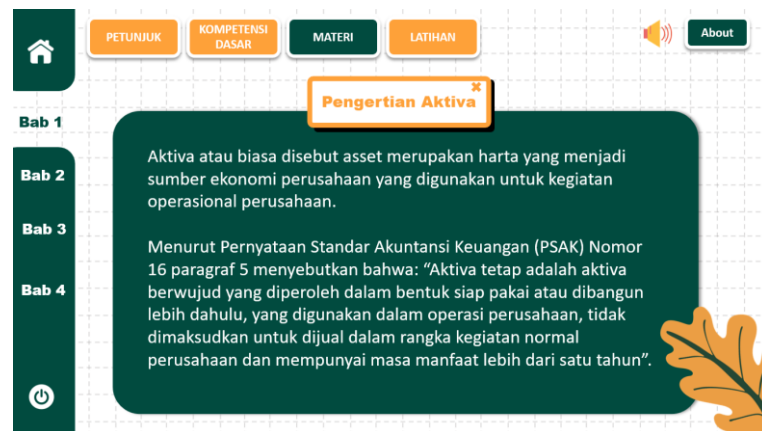 PETUNJUK
KOMPETENSI
DASAR
MATERI
LATIHAN
About
Pengertian Aktiva
Bab 1
Bab 2
Bab 3
Bab 4
Aktiva atau biasa disebut asset merupakan harta yang menjadi
sumber ekonomi perusahaan yang digunakan untuk kegiatan
operasional perusahaan.
Menurut Pernyataan Standar Akuntansi Keuangan (PSAK) Nomor
16 paragraf 5 menyebutkan bahwa: “Aktiva tetap adalah aktiva
berwujud yang diperoleh dalam bentuk siap pakai atau dibangun
lebih dahulu, yang digunakan dalam operasi perusahaan, tidak
dimaksudkan untuk dijual dalam rangka kegiatan normal
perusahaan dan mempunyai masa manfaat lebih dari satu tahun”.